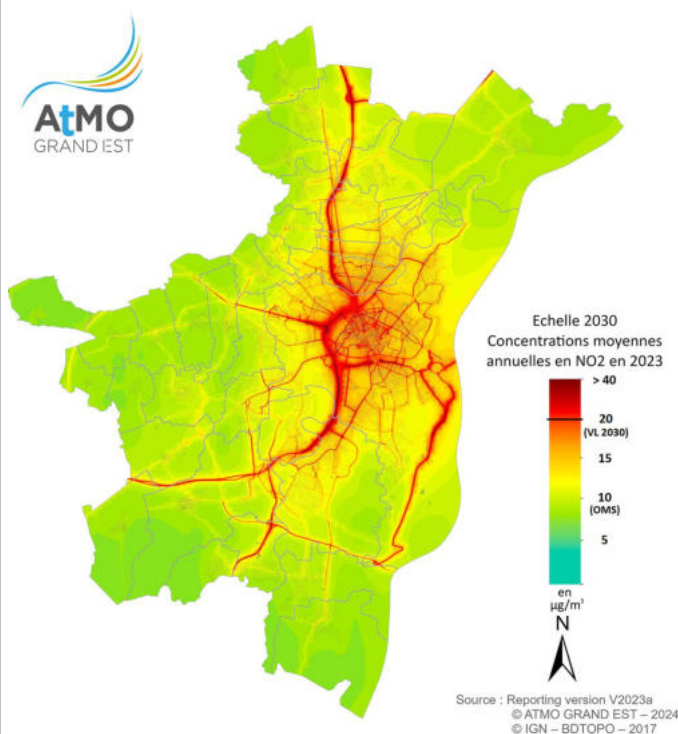 AtMO
GRAND EST
Echelle 2030
Concentrations moyennes
annuelles en NO2 en 2023
> 40
20
(VL 2030)
15
10
(OMS)
5
en
µg/m³
N
Source : Reporting version V2023a
© ATMO GRAND EST – 2024
© IGN – BDTOPO – 2017